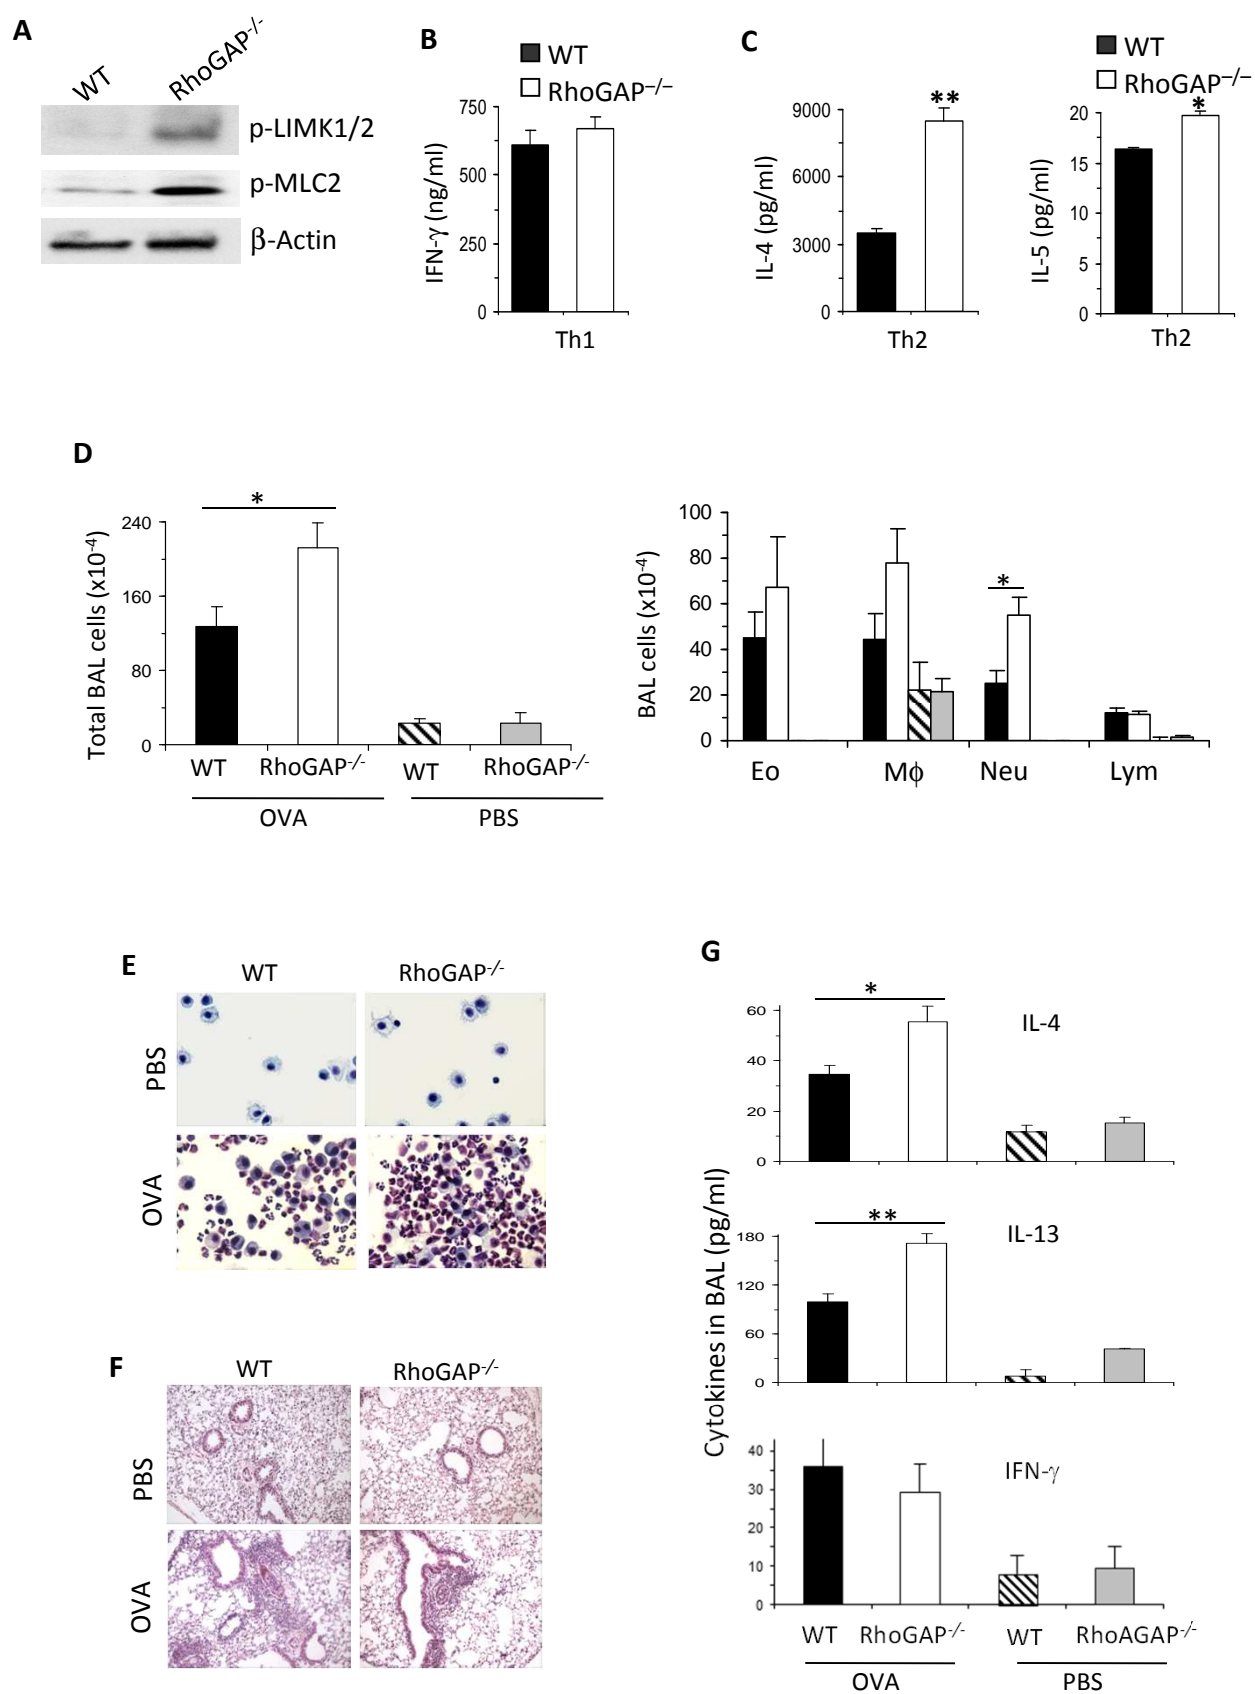 A
WT
RhoGAP-/-
p-LIMK1/2
p-MLC2
β-Actin
B
WT
RhoGAP–/–
IFN-γ (ng/ml)
750
500
250
0
Th1
C
IL-4 (pg/ml)
9000
6000
3000
0
**
Th2
WT
RhoGAP–/–
*
IL-5 (pg/ml)
20
15
10
5
0
Th2
D
Total BAL cells (x10-4)
240
160
80
0
*
WT
RhoGAP-/-
WT
RhoGAP-/-
OVA
PBS
BAL cells (x10-4)
100
80
60
40
20
0
*
Eo
Mϕ
Neu
Lym
E
WT
RhoGAP-/-
PBS
OVA
F
WT
RhoGAP-/-
PBS
OVA
G
Cytokines in BAL (pg/ml)
*
IL-4
60
40
20
0
**
IL-13
180
120
60
0
IFN-γ
40
30
20
10
0
WT
RhoGAP-/-
WT
RhoAGAP-/-
OVA
PBS